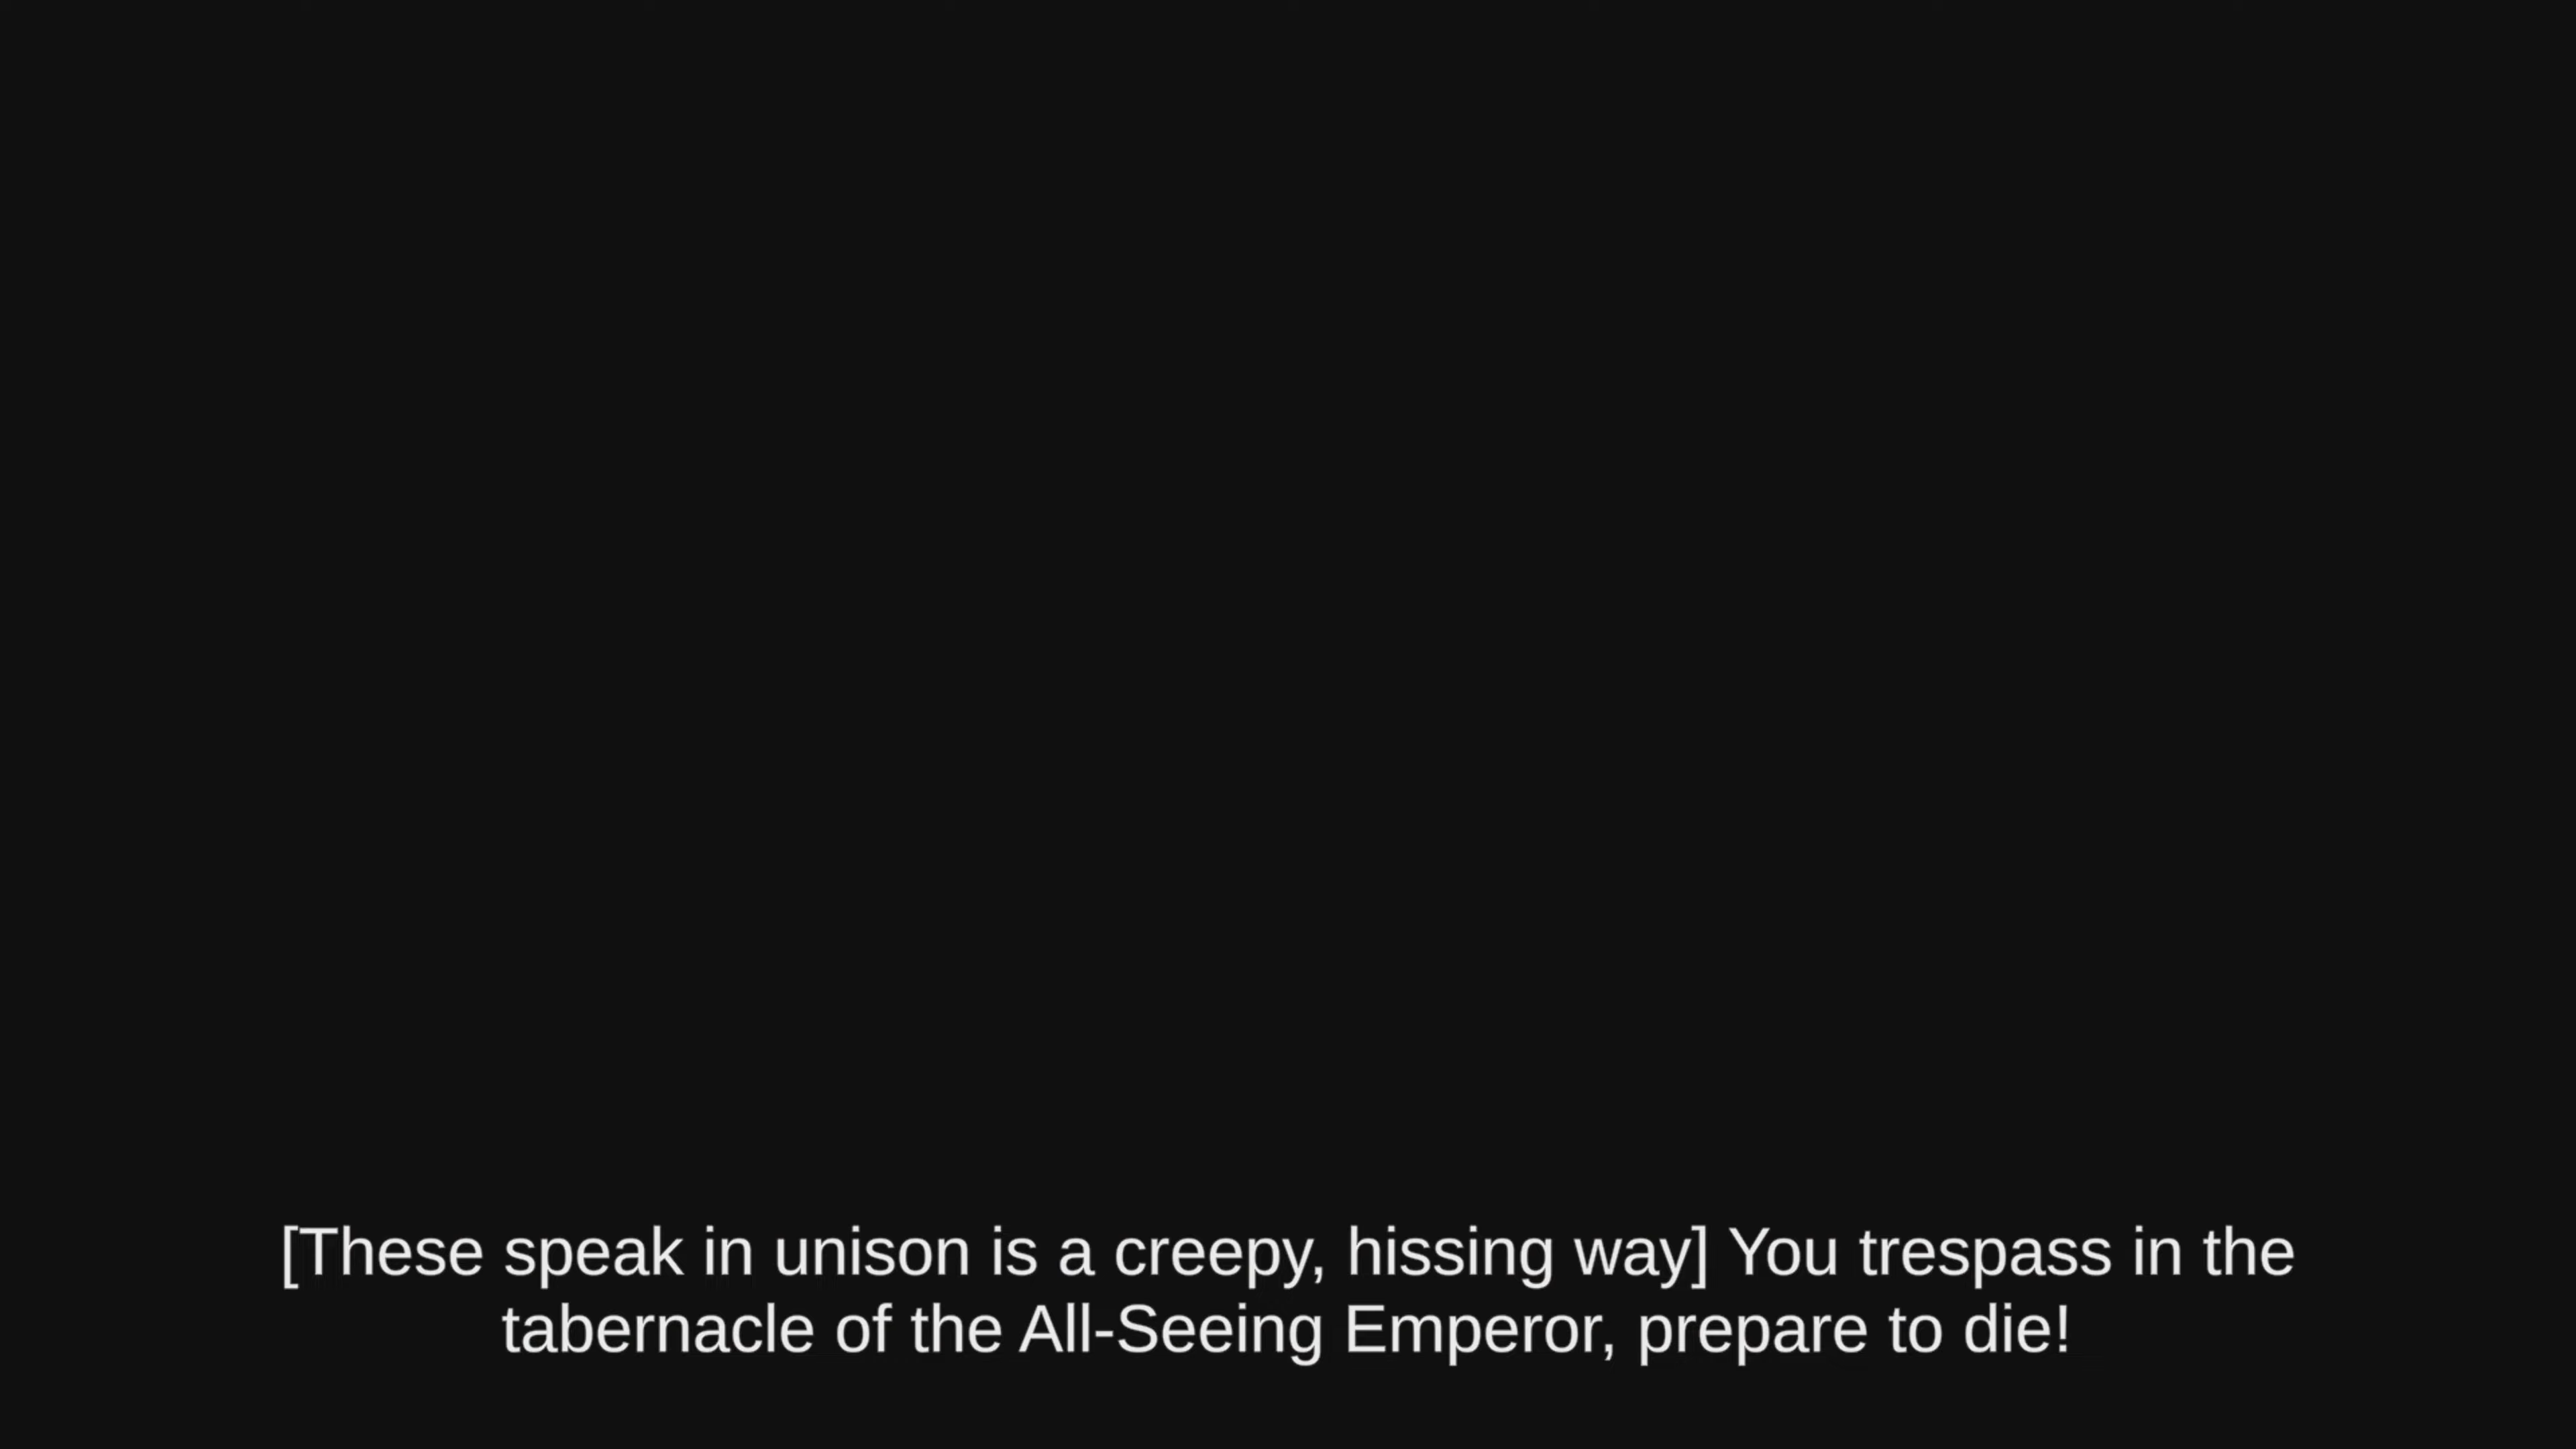 [These speak in unison is a creepy, hissing way] You trespass in the
tabernacle of the All-Seeing Emperor, prepare to die!